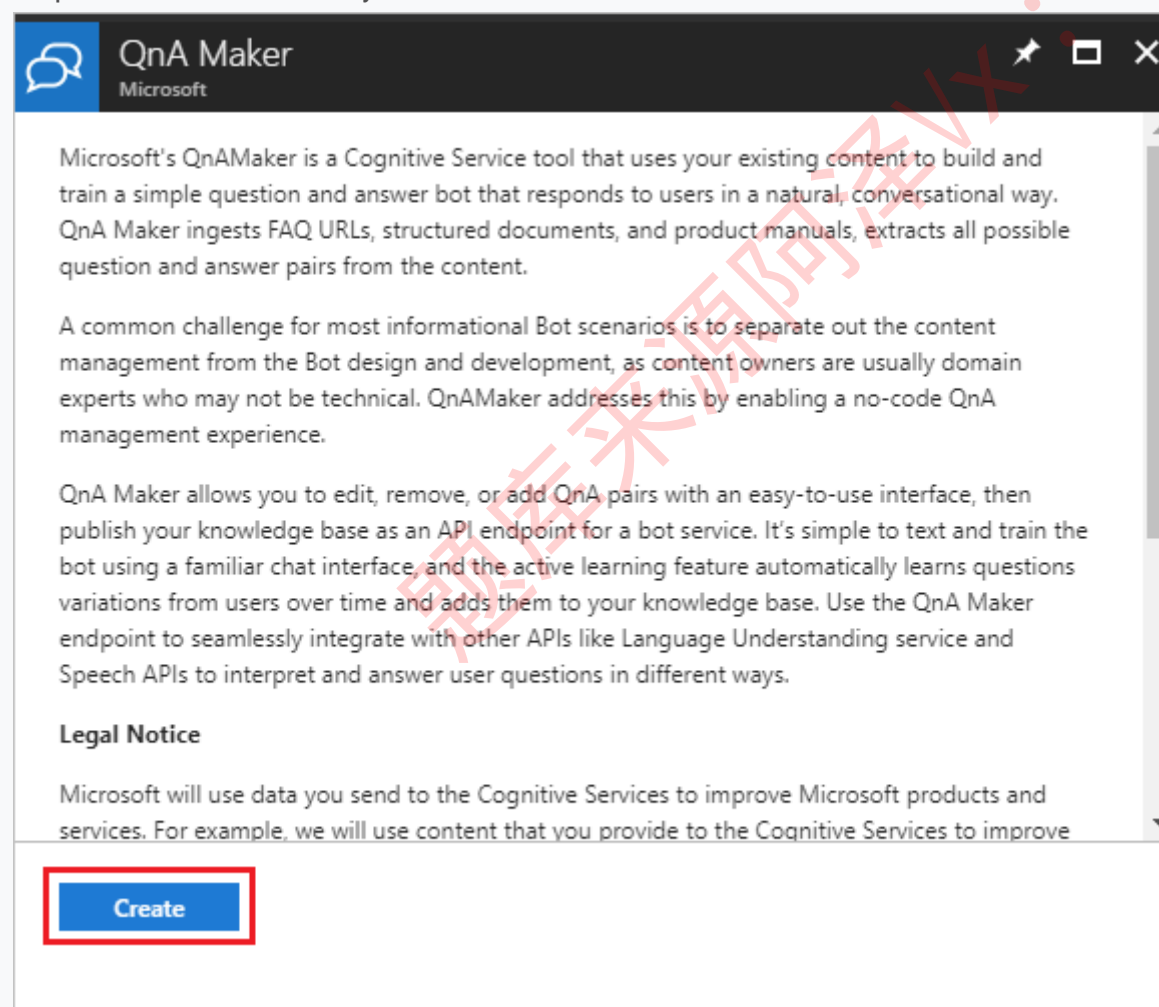 QnA Maker
Microsoft
Microsoft's QnAMaker is a Cognitive Service tool that uses your existing content to build and
train a simple question and answer bot that responds to users in a natural, conversational way.
QnA Maker ingests FAQ URLs, structured documents, and product manuals, extracts all possible
question and answer pairs from the content.
A common challenge for most informational Bot scenarios is to separate out the content
management from the Bot design and development, as content owners are usually domain
experts who may not be technical. QnAMaker addresses this by enabling a no-code QnA
management experience.
QnA Maker allows you to edit, remove, or add QnA pairs with an easy-to-use interface, then
publish your knowledge base as an API endpoint for a bot service. It's simple to text and train the
bot using a familiar chat interface, and the active learning feature automatically learns questions
variations from users over time and adds them to your knowledge base. Use the QnA Maker
endpoint to seamlessly integrate with other APIs like Language Understanding service and
Speech APIs to interpret and answer user questions in different ways.
Legal Notice
Microsoft will use data you send to the Cognitive Services to improve Microsoft products and
services. For example, we will use content that you provide to the Cognitive Services to improve
Create
题库来源阿泽Vx: